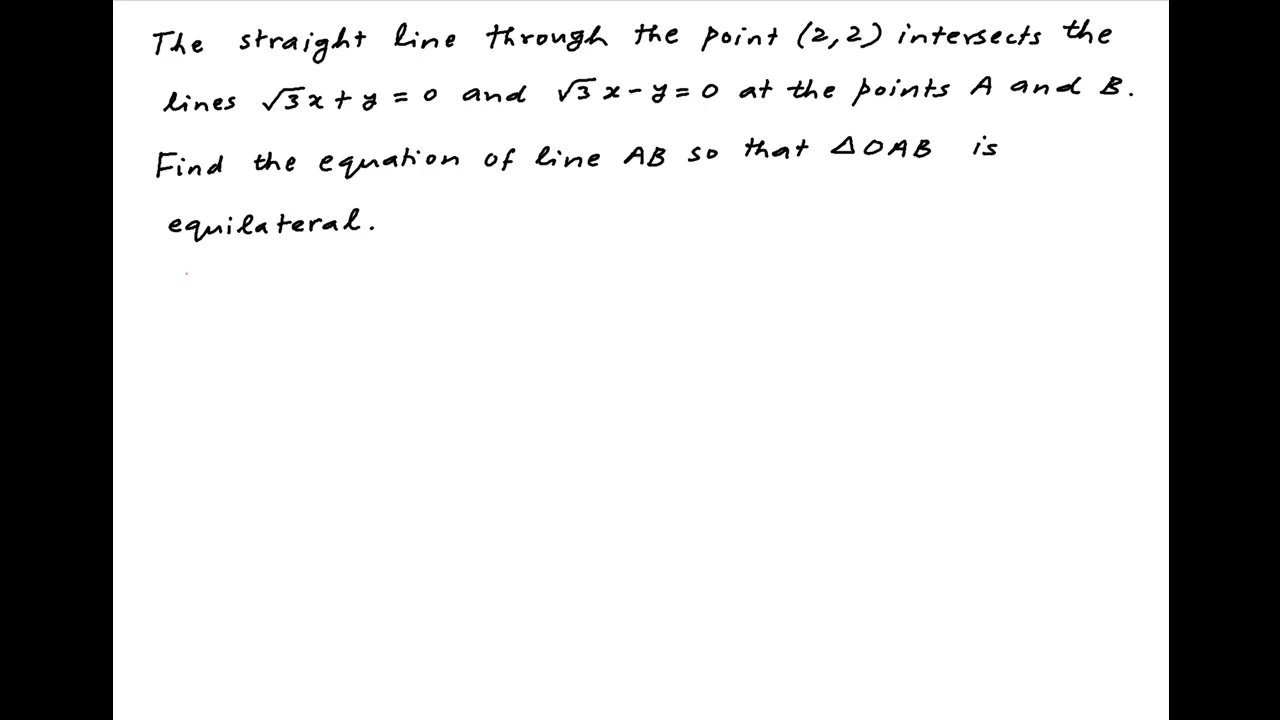 The straight line through the point (2,2) intersects the
lines √3x + y = 0 and √3x - y = 0 at the points A and B.
Find the equation of line AB so that △OAB is
equilateral.